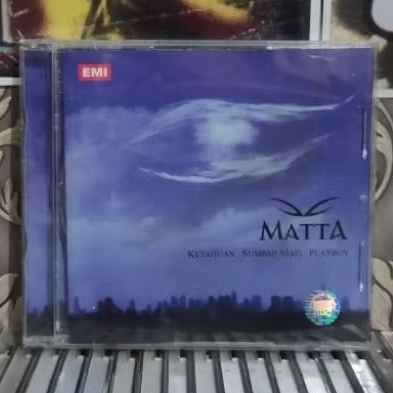 EMI
MATTA
KETAHUAN SUMPAH MATI PLAYBOY